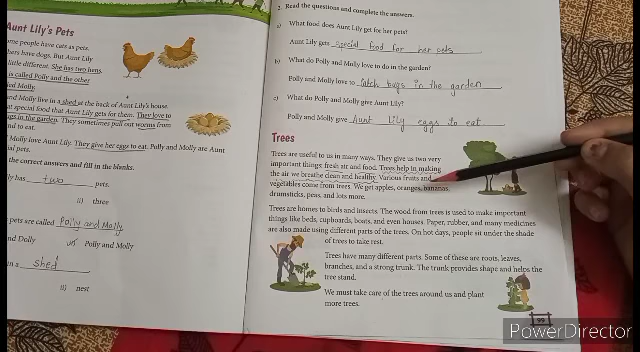 Aunt Lily's Pets
me people have cats as pets.
hers have dogs. But Aunt Lily
little different. She has two hens.
is called Polly and the other
ed Molly.
nd Molly live in a shed at the back of Aunt Lily's house.
at special food that Aunt Lily gets for them. They love to
gs in the garden. They sometimes pull out worms from
nd to eat.
Molly love Aunt Lily. They give her eggs to eat. Polly and Molly are Aunt
ial pets.
the correct answers and fill in the blanks.
ly has two pets.
ii) three
pets are called Polly and Molly
nd Dolly
ii) Polly and Molly
n a shed
ii) nest
2. Read the questions and complete the answers.
a) What food does Aunt Lily get for her pets?
Aunt Lily gets special food for her pets
b) What do Polly and Molly love to do in the garden?
Polly and Molly love to catch bugs in the garden
c) What do Polly and Molly give Aunt Lily?
Polly and Molly give Aunt Lily eggs to eat
Trees
Trees are useful to us in many ways. They give us two very
important things: fresh air and food. Trees help in making
the air we breathe clean and healthy. Various fruits and
vegetables come from trees. We get apples, oranges, bananas,
drumsticks, peas, and lots more.
Trees are homes to birds and insects. The wood from trees is used to make important
things like beds, cupboards, boats, and even houses. Paper, rubber, and many medicines
are also made using different parts of the trees. On hot days, people sit under the shade
of trees to take rest.
Trees have many different parts. Some of these are roots, leaves,
branches, and a strong trunk. The trunk provides shape and helps the
tree stand.
We must take care of the trees around us and plant
more trees.
99
PowerDirector